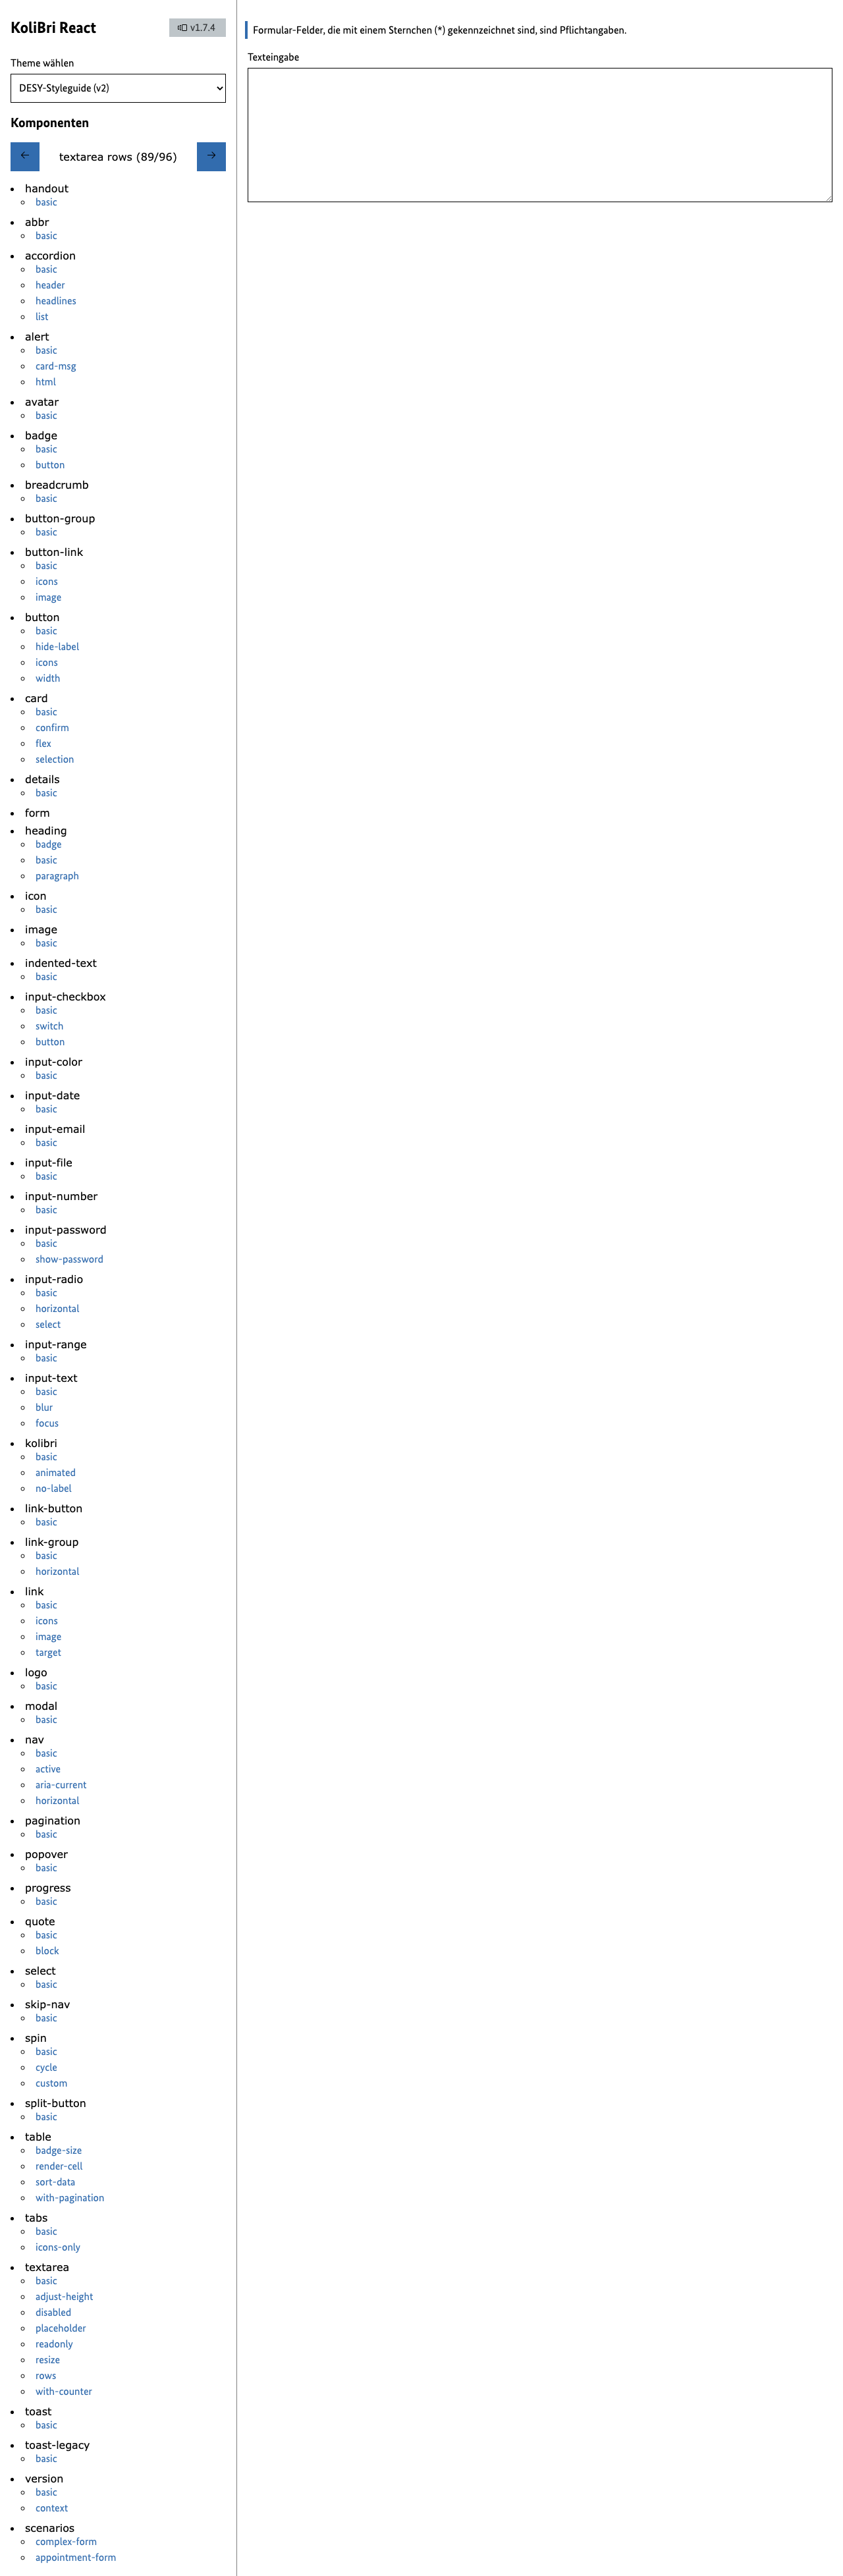 KoliBri React
v1.7.4
Theme wählen
DESY-Styleguide (v2)
Komponenten
← textarea rows (89/96) →
handout
basic
abbr
basic
accordion
basic
header
headlines
list
alert
basic
card-msg
html
avatar
basic
badge
basic
button
breadcrumb
basic
button-group
basic
button-link
basic
icons
image
button
basic
hide-label
icons
width
card
basic
confirm
flex
selection
details
basic
form
heading
badge
basic
paragraph
icon
basic
image
basic
indented-text
basic
input-checkbox
basic
switch
button
input-color
basic
input-date
basic
input-email
basic
input-file
basic
input-number
basic
input-password
basic
show-password
input-radio
basic
horizontal
select
input-range
basic
input-text
basic
blur
focus
kolibri
basic
animated
no-label
link-button
basic
link-group
basic
horizontal
link
basic
icons
image
target
logo
basic
modal
basic
nav
basic
active
aria-current
horizontal
pagination
basic
popover
basic
progress
basic
quote
basic
block
select
basic
skip-nav
basic
spin
basic
cycle
custom
split-button
basic
table
badge-size
render-cell
sort-data
with-pagination
tabs
basic
icons-only
textarea
basic
adjust-height
disabled
placeholder
readonly
resize
rows
with-counter
toast
basic
toast-legacy
basic
version
basic
context
scenarios
complex-form
appointment-form
Formular-Felder, die mit einem Sternchen (*) gekennzeichnet sind, sind Pflichtangaben.
Texteingabe